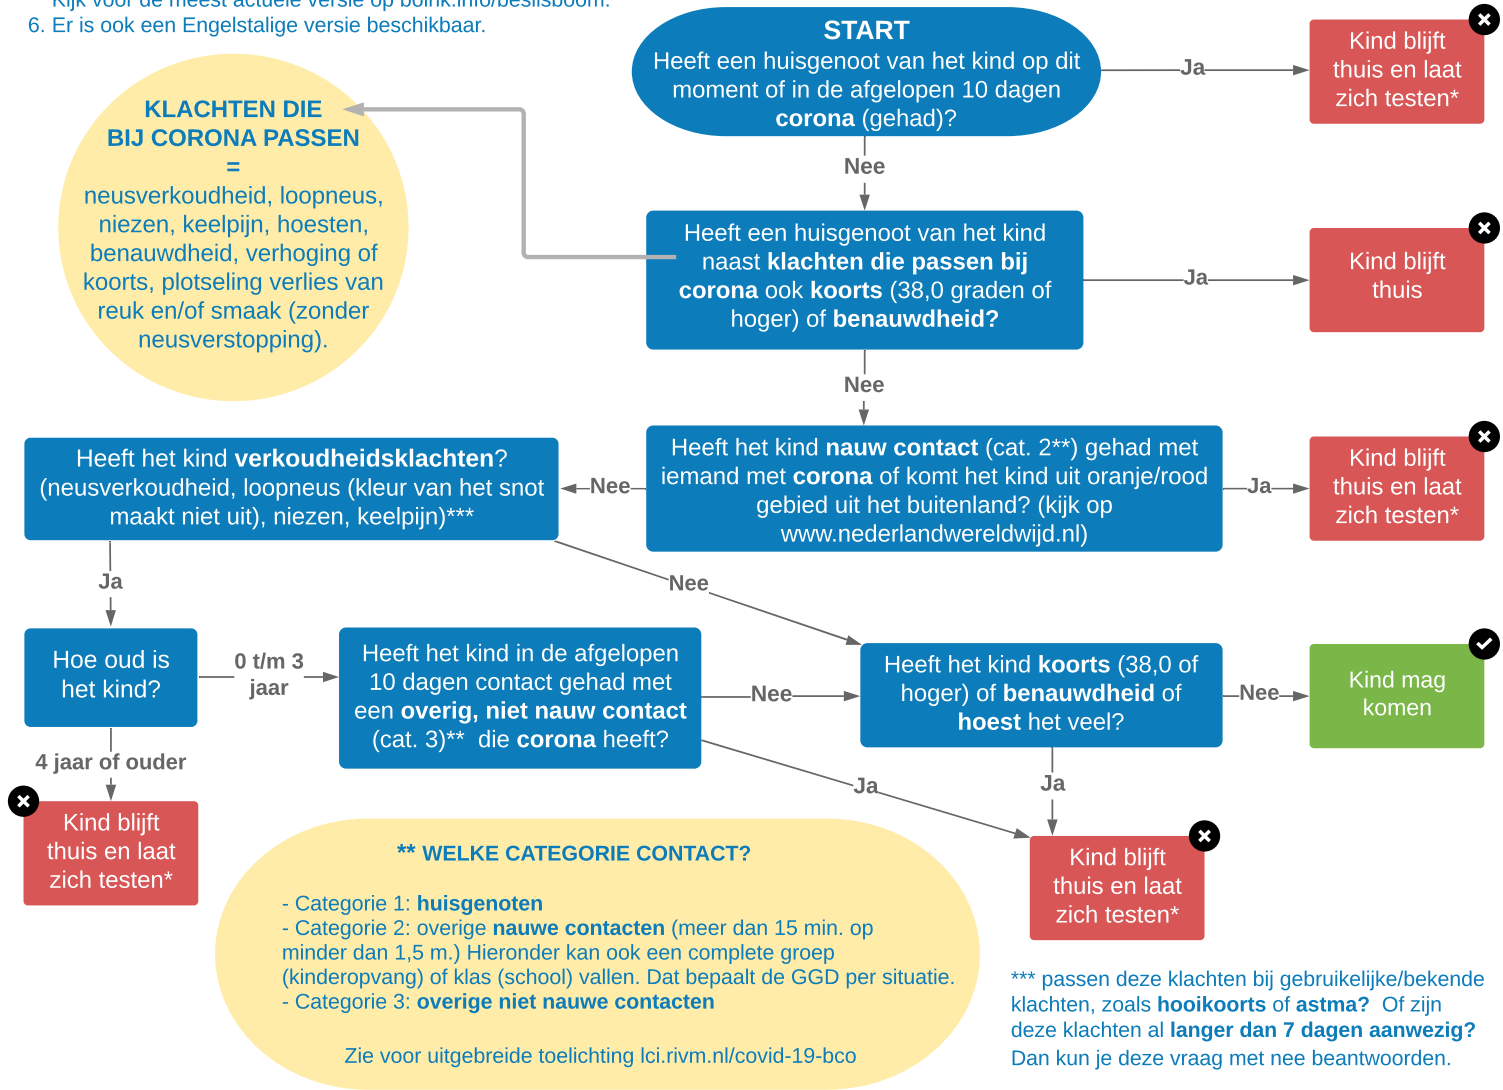 Kijk voor de meest actuele versie op boink.info/beslisboom.
6. Er is ook een Engelstalige versie beschikbaar.
START
Heeft een huisgenoot van het kind op dit
moment of in de afgelopen 10 dagen
corona (gehad)?
Ja
Kind blijft
thuis en laat
zich testen*
KLACHTEN DIE
BIJ CORONA PASSEN
=
neusverkoudheid, loopneus,
niezen, keelpijn, hoesten,
benauwdheid, verhoging of
koorts, plotseling verlies van
reuk en/of smaak (zonder
neusverstopping).
Nee
Heeft een huisgenoot van het kind
naast klachten die passen bij
corona ook koorts (38,0 graden of
hoger) of benauwdheid?
Ja
Kind blijft
thuis
Nee
Heeft het kind nauw contact (cat. 2**) gehad met
iemand met corona of komt het kind uit oranje/rood
gebied uit het buitenland? (kijk op
www.nederlandwereldwijd.nl)
Ja
Kind blijft
thuis en laat
zich testen*
Nee
Heeft het kind verkoudheidsklachten?
(neusverkoudheid, loopneus (kleur van het snot
maakt niet uit), niezen, keelpijn)***
Ja
Nee
Hoe oud is
het kind?
0 t/m 3
jaar
Heeft het kind in de afgelopen
10 dagen contact gehad met
een overig, niet nauw contact
(cat. 3)** die corona heeft?
Nee
Heeft het kind koorts (38,0 of
hoger) of benauwdheid of
hoest het veel?
Nee
Kind mag
komen
4 jaar of ouder
Ja
Ja
Kind blijft
thuis en laat
zich testen*
Kind blijft
thuis en laat
zich testen*
** WELKE CATEGORIE CONTACT?
- Categorie 1: huisgenoten
- Categorie 2: overige nauwe contacten (meer dan 15 min. op
minder dan 1,5 m.) Hieronder kan ook een complete groep
(kinderopvang) of klas (school) vallen. Dat bepaalt de GGD per situatie.
- Categorie 3: overige niet nauwe contacten
Zie voor uitgebreide toelichting lci.rivm.nl/covid-19-bco
*** passen deze klachten bij gebruikelijke/bekende
klachten, zoals hooikoorts of astma? Of zijn
deze klachten al langer dan 7 dagen aanwezig?
Dan kun je deze vraag met nee beantwoorden.